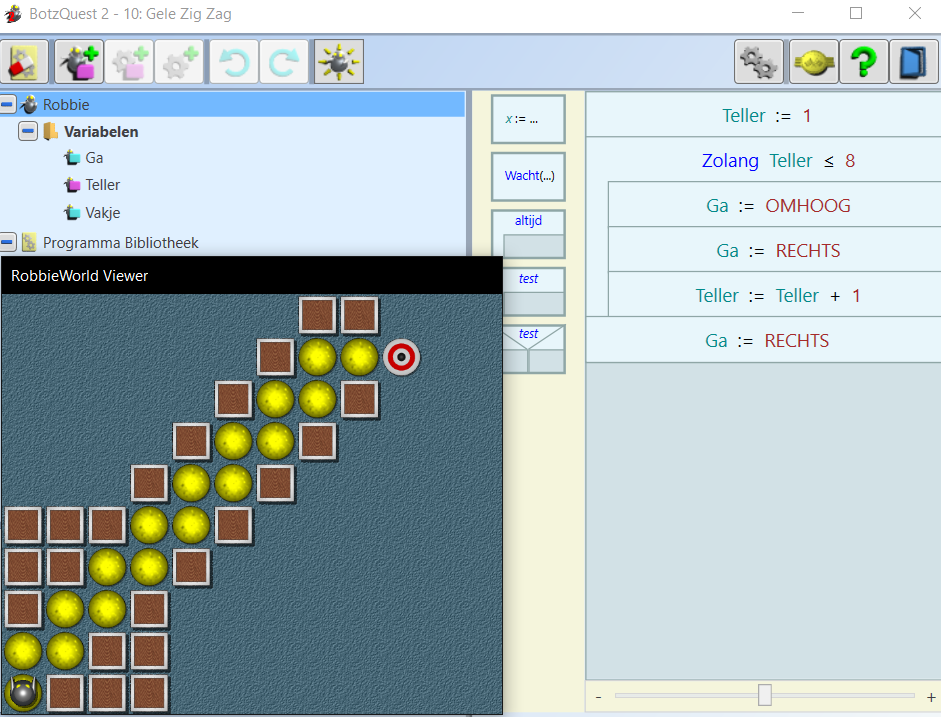 BotzQuest 2 - 10: Gele Zig Zag
Robbie
Variabelen
Ga
Teller
Vakje
Programma Bibliotheek
RobbieWorld Viewer
x := ...
Wacht(...)
altijd
test
test
Teller := 1
Zolang Teller ≤ 8
Ga := OMHOOG
Ga := RECHTS
Teller := Teller + 1
Ga := RECHTS
- +